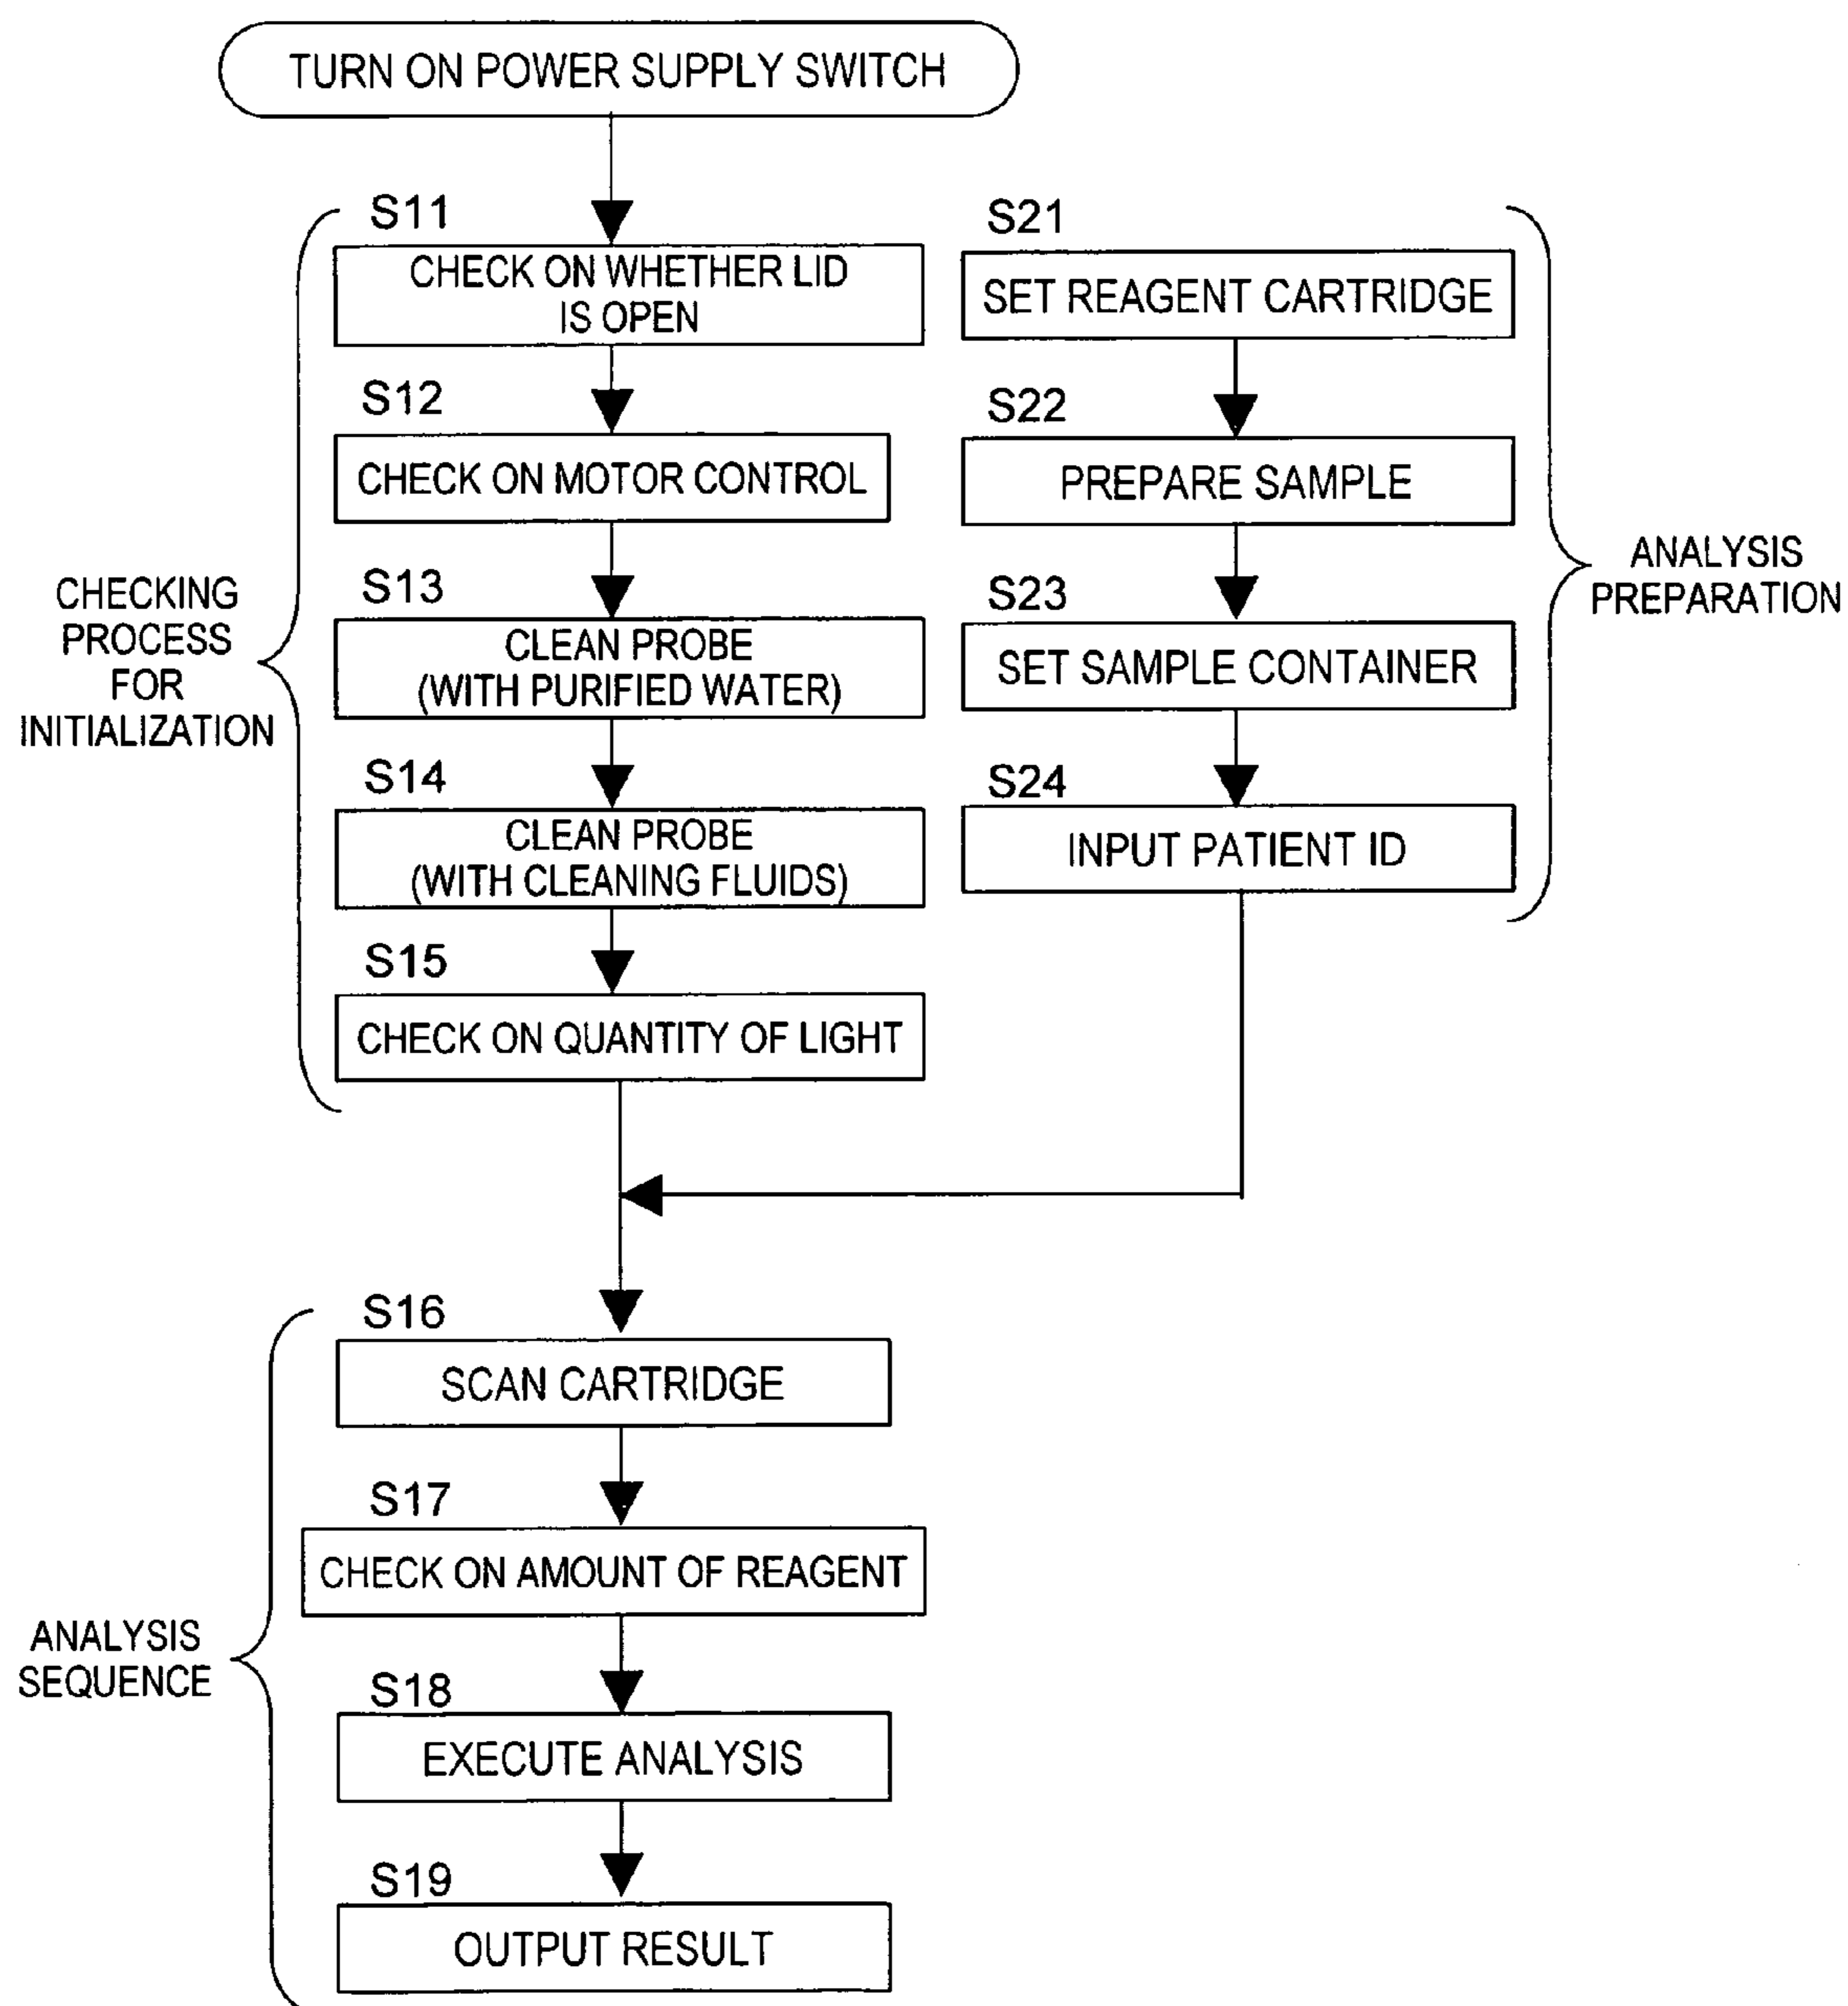 TURN ON POWER SUPPLY SWITCH
CHECKING
PROCESS
FOR
INITIALIZATION
S11
CHECK ON WHETHER LID
IS OPEN
S12
CHECK ON MOTOR CONTROL
S13
CLEAN PROBE
(WITH PURIFIED WATER)
S14
CLEAN PROBE
(WITH CLEANING FLUIDS)
S15
CHECK ON QUANTITY OF LIGHT
S21
SET REAGENT CARTRIDGE
S22
PREPARE SAMPLE
S23
SET SAMPLE CONTAINER
S24
INPUT PATIENT ID
ANALYSIS
PREPARATION
ANALYSIS
SEQUENCE
S16
SCAN CARTRIDGE
S17
CHECK ON AMOUNT OF REAGENT
S18
EXECUTE ANALYSIS
S19
OUTPUT RESULT